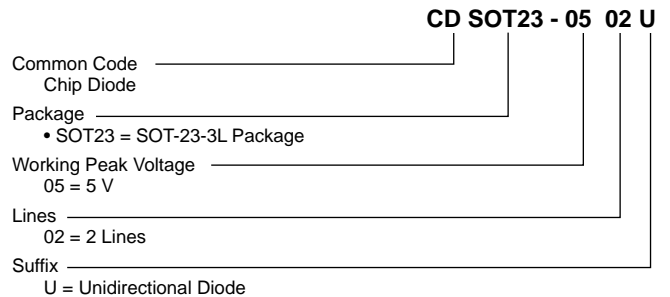 CD SOT23 - 05 02 U
Common Code
Chip Diode
Package
• SOT23 = SOT-23-3L Package
Working Peak Voltage
05 = 5 V
Lines
02 = 2 Lines
Suffix
U = Unidirectional Diode